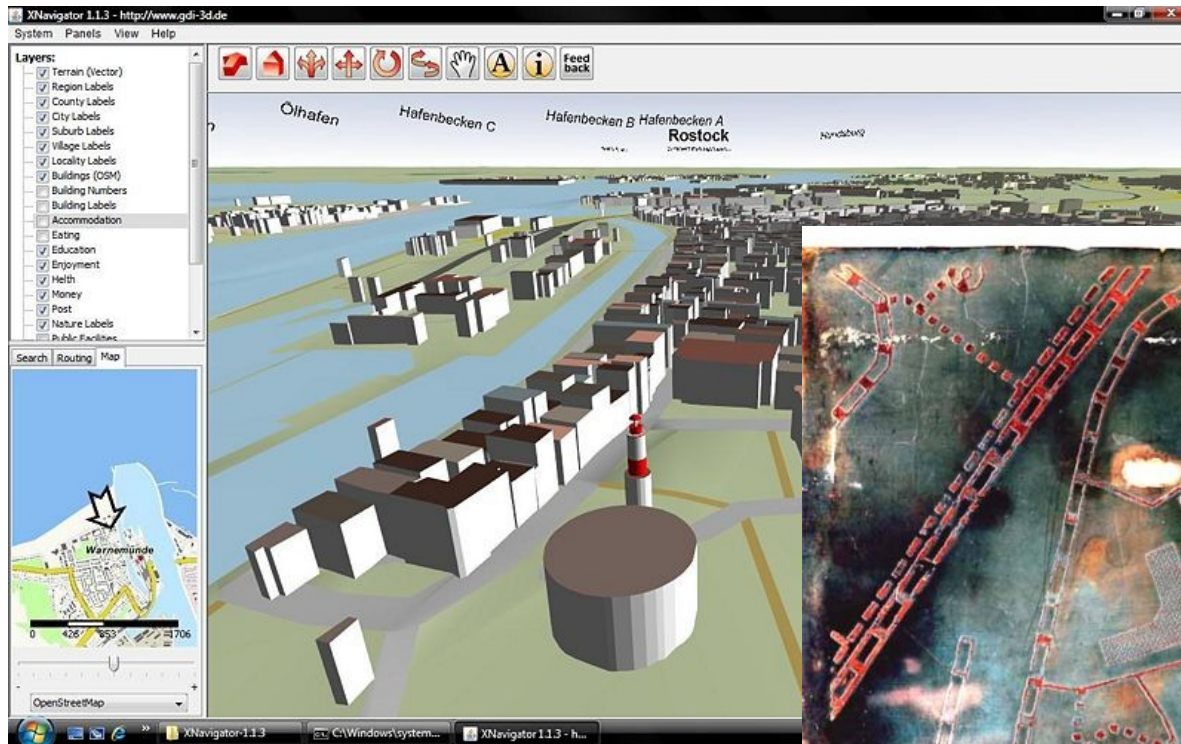 XNavigator 1.1.3 - http://www.gdi-3d.de
System Panels View Help
Layers:
Terrain (Vector)
Region Labels
County Labels
City Labels
Suburb Labels
Village Labels
Locality Labels
Buildings (OSM)
Building Numbers
Building Labels
Accommodation
Eating
Education
Enjoyment
Helth
Money
Post
Nature Labels
Public Facilities
A i Feed
back
Ölhafen
Hafenbecken C
Hafenbecken B Hafenbecken A
Rostock
Search Routing Map
Warnemünde
0 426 853 1706
- +
OpenStreetMap
XNavigator-1.1.3 C:\Windows\system... XNavigator 1.1.3 - h...